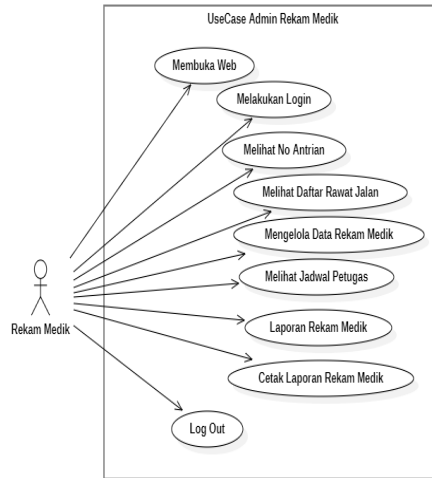 UseCase Admin Rekam Medik
Membuka Web
Melakukan Login
Melihat No Antrian
Melihat Daftar Rawat Jalan
Mengelola Data Rekam Medik
Melihat Jadwal Petugas
Rekam Medik
Laporan Rekam Medik
Cetak Laporan Rekam Medik
Log Out